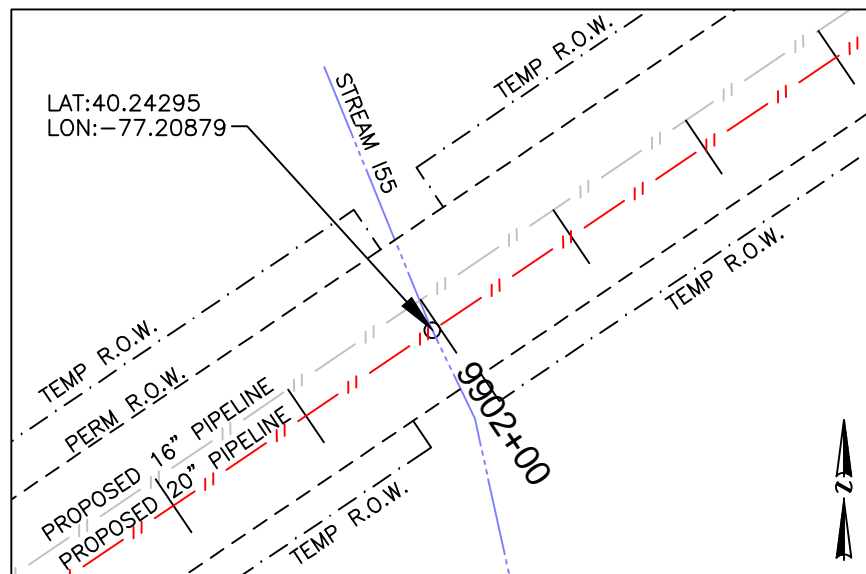 TEMP R.O.W.
STREAM I55
LAT:40.24295
LON:-77.20879
TEMP R.O.W.
TEMP R.O.W.
PERM R.O.W.
9902+00
PROPOSED 16" PIPELINE
PROPOSED 20" PIPELINE
TEMP R.O.W.
N